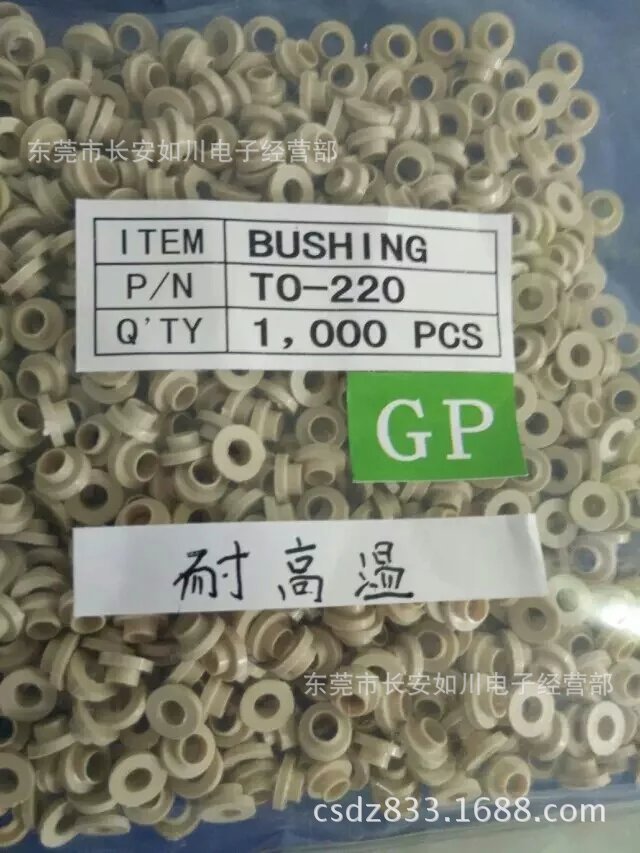 东莞市长安如川电子经营部
ITEM BUSHING
P/N TO-220
Q'TY 1,000 PCS
GP
耐高温
东莞市长安如川电子经营部
csdz833.1688.com